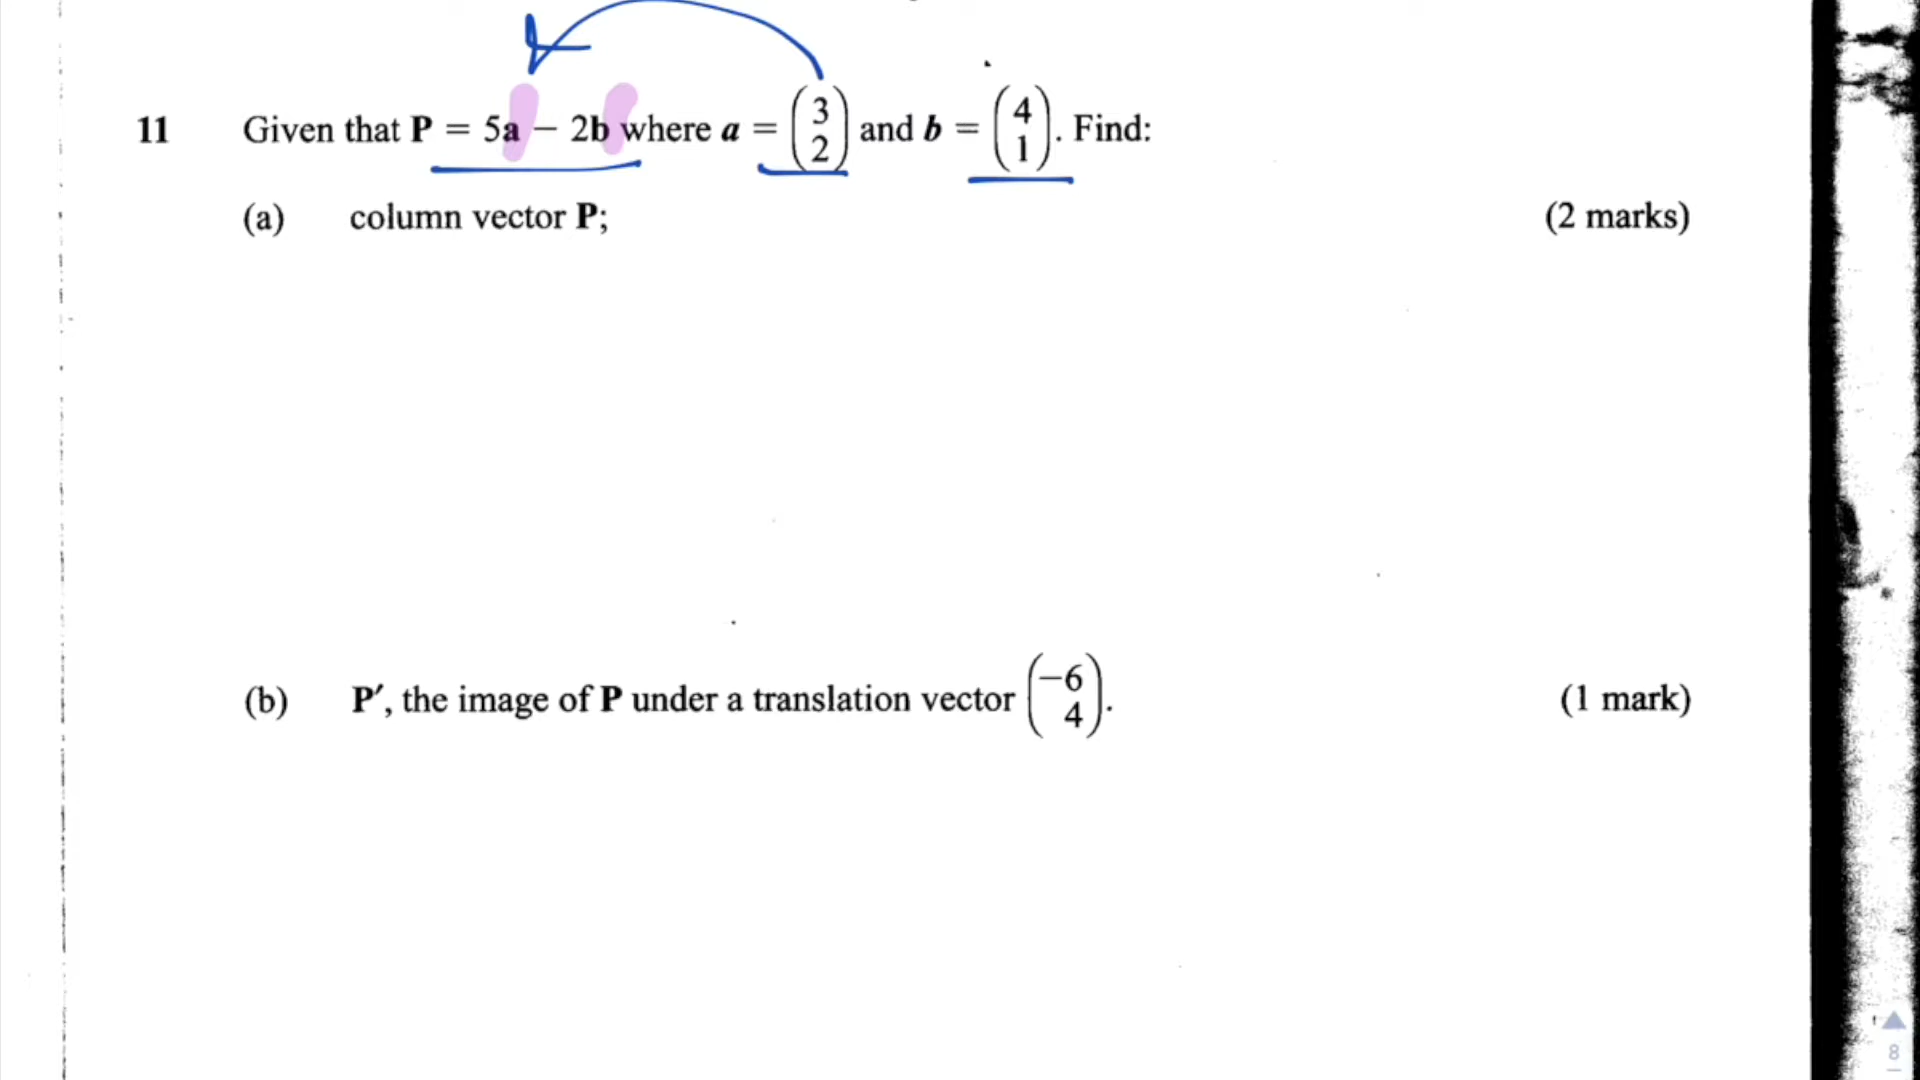 11 Given that P = 5a − 2b where a = (3 2) and b = (4 1). Find:
(a) column vector P; (2 marks)
(b) P′, the image of P under a translation vector (−6 4). (1 mark)
8